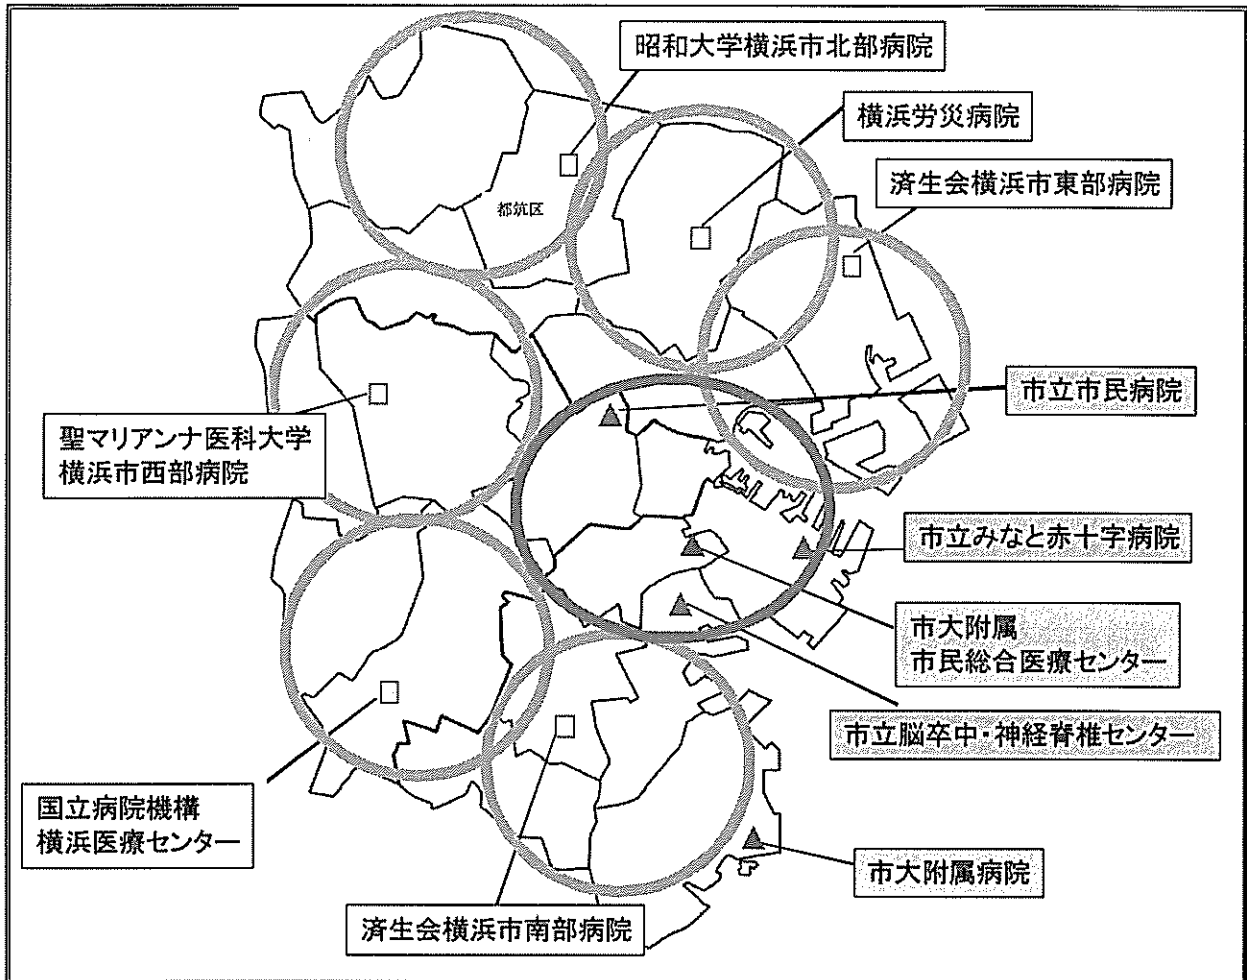 昭和大学横浜市北部病院
横浜労災病院
済生会横浜市東部病院
都筑区
市立市民病院
聖マリアンナ医科大学
横浜市西部病院
市立みなと赤十字病院
市大附属
市民総合医療センター
市立脳卒中・神経脊椎センター
国立病院機構
横浜医療センター
市大附属病院
済生会横浜市南部病院